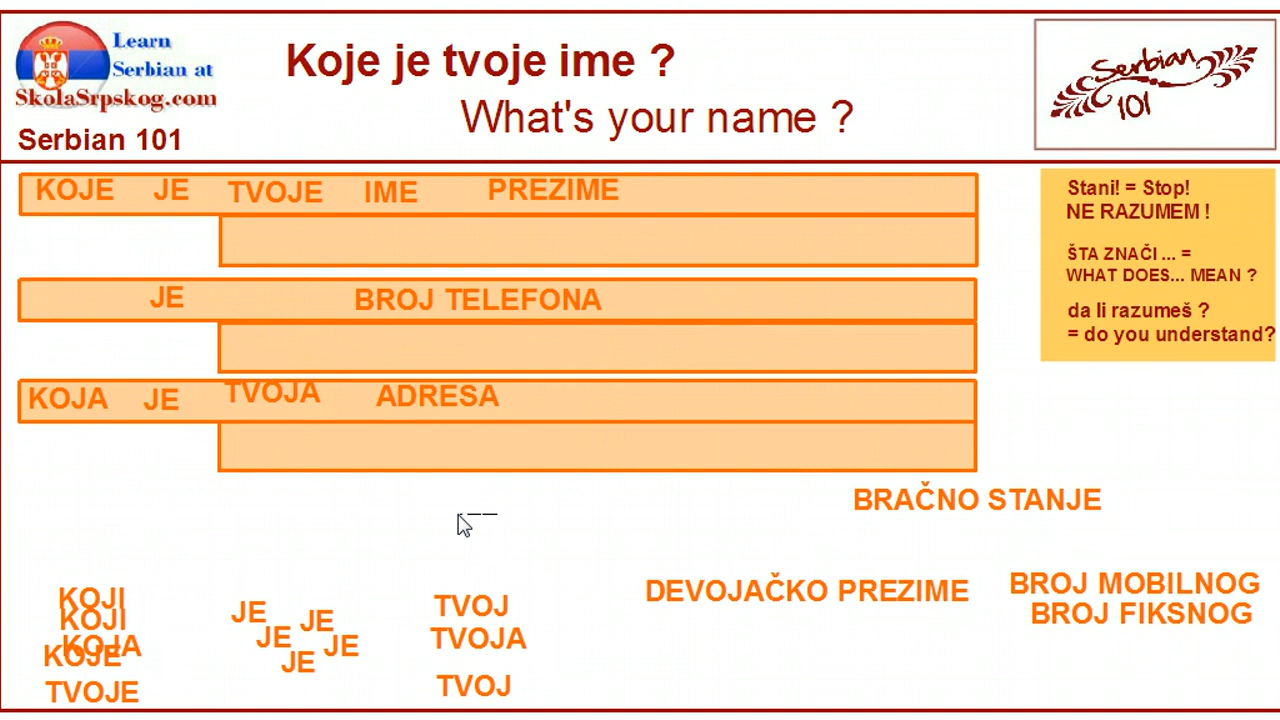 Learn
Serbian at
SkolaSrpskog.com
Serbian 101
Koje je tvoje ime ?
What's your name ?
Serbian
101
KOJE JE TVOJE IME PREZIME
JE BROJ TELEFONA
KOJA JE TVOJA ADRESA
Stani! = Stop!
NE RAZUMEM !
ŠTA ZNAČI ... =
WHAT DOES... MEAN ?
da li razumeš ?
= do you understand?
BRAČNO STANJE
DEVOJAČKO PREZIME
BROJ MOBILNOG
BROJ FIKSNOG
KOJI
KOJI
KOJA
KOJE
TVOJE
JE
JE
JE
JE
JE
TVOJ
TVOJA
TVOJ